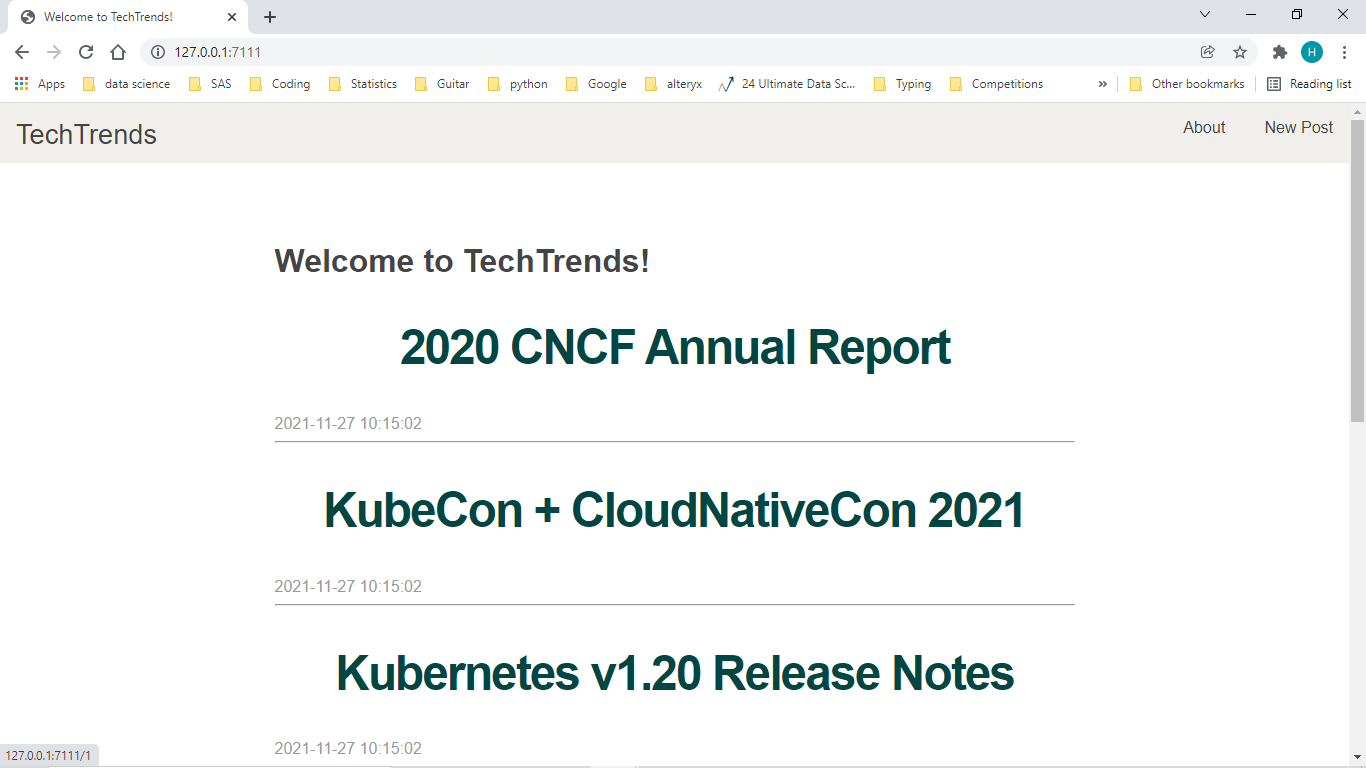 Welcome to TechTrends!
127.0.0.1:7111
H
Apps data science SAS Coding Statistics Guitar python Google alteryx 24 Ultimate Data Sc... Typing Competitions » Other bookmarks Reading list
TechTrends About New Post
Welcome to TechTrends!
2020 CNCF Annual Report
2021-11-27 10:15:02
KubeCon + CloudNativeCon 2021
2021-11-27 10:15:02
Kubernetes v1.20 Release Notes
2021-11-27 10:15:02
127.0.0.1:7111/1